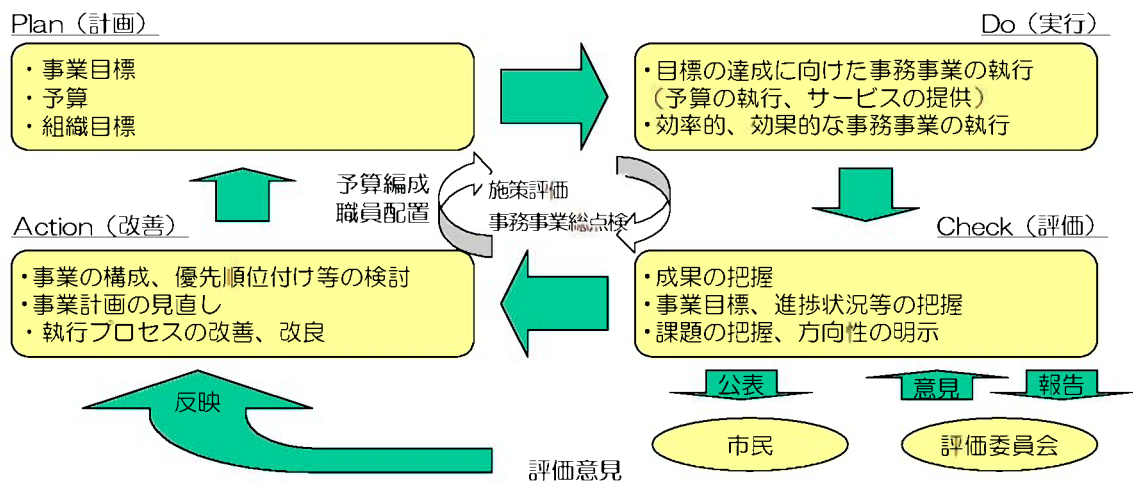 Plan（計画）
・事業目標
・予算
・組織目標
Do（実行）
・目標の達成に向けた事務事業の執行
（予算の執行、サービスの提供）
・効率的、効果的な事務事業の執行
予算編成
職員配置
施策評価
事務事業総点検
Action（改善）
・事業の構成、優先順位付け等の検討
・事業計画の見直し
・執行プロセスの改善、改良
Check（評価）
・成果の把握
・事業目標、進捗状況等の把握
・課題の把握、方向性の明示
反映
公表
意見
報告
市民
評価委員会
評価意見